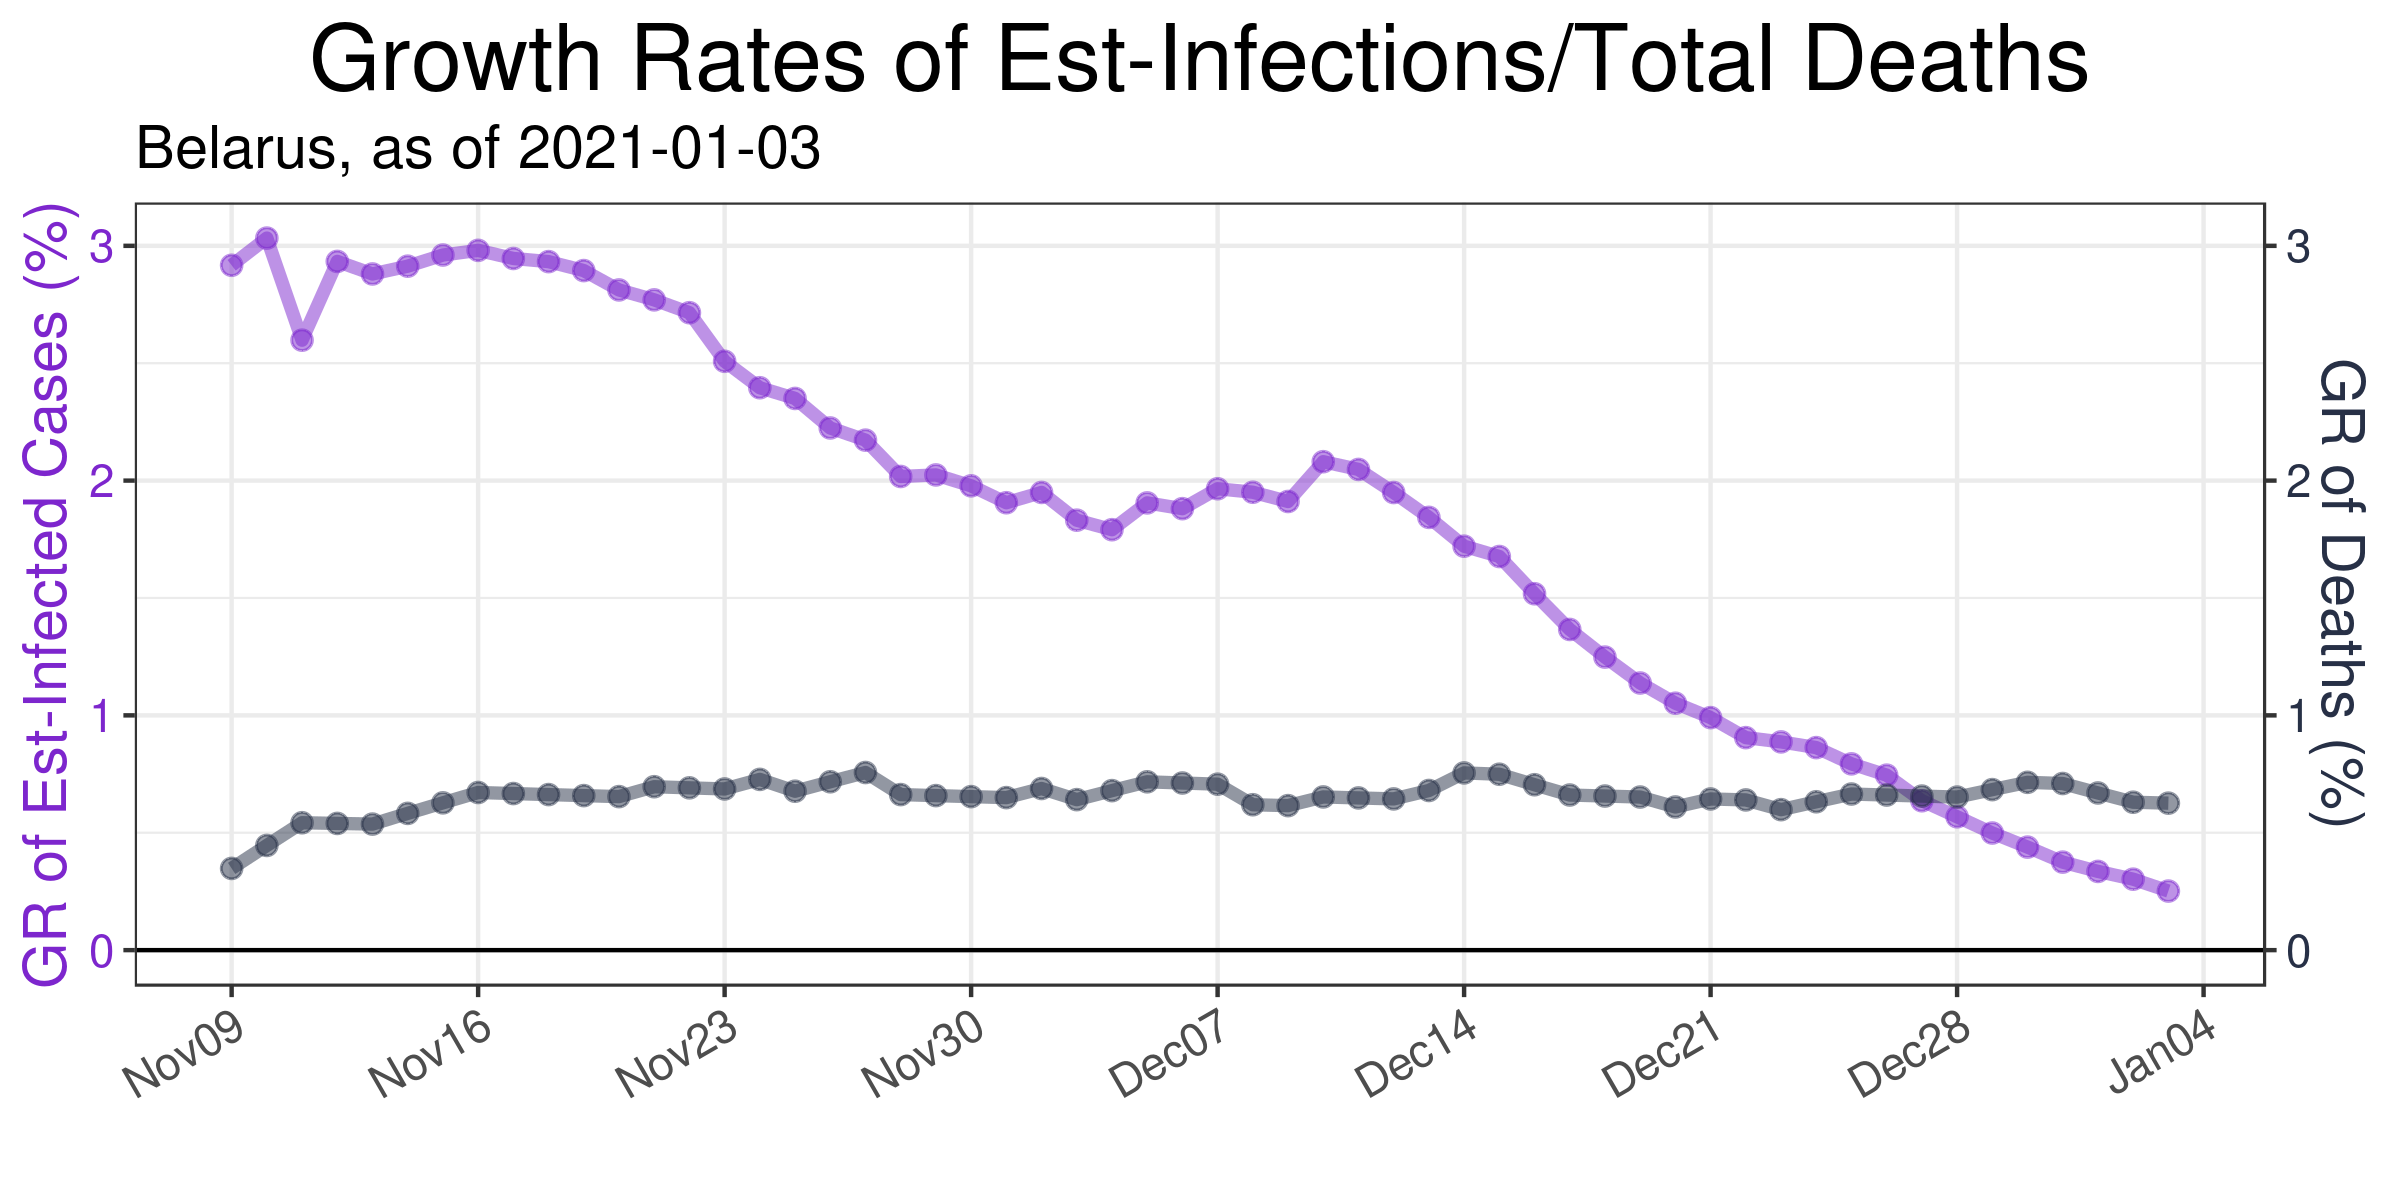 Growth Rates of Est-Infections/Total Deaths
Belarus, as of 2021-01-03
GR of Est-Infected Cases (%)
3
2
1
0
3
2
1
0
GR of Deaths (%)
Nov09
Nov16
Nov23
Nov30
Dec07
Dec14
Dec21
Dec28
Jan04